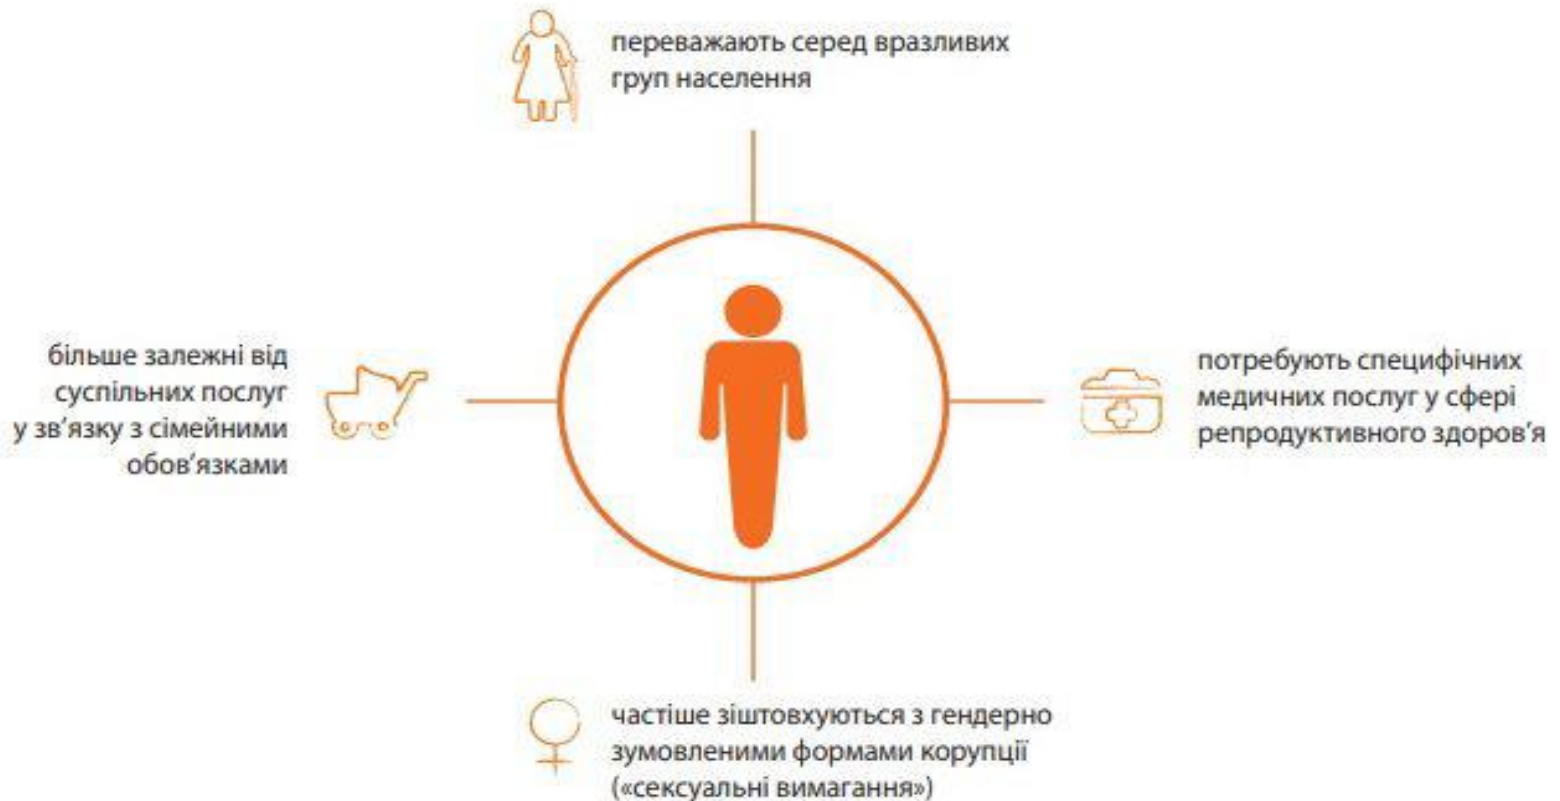 переважають серед вразливих
груп населення
більше залежні від
суспільних послуг
у зв'язку з сімейними
обов'язками
потребують специфічних
медичних послуг у сфері
репродуктивного здоров'я
частіше зіштовхуються з гендерно
зумовленими формами корупції
(«сексуальні вимагання»)